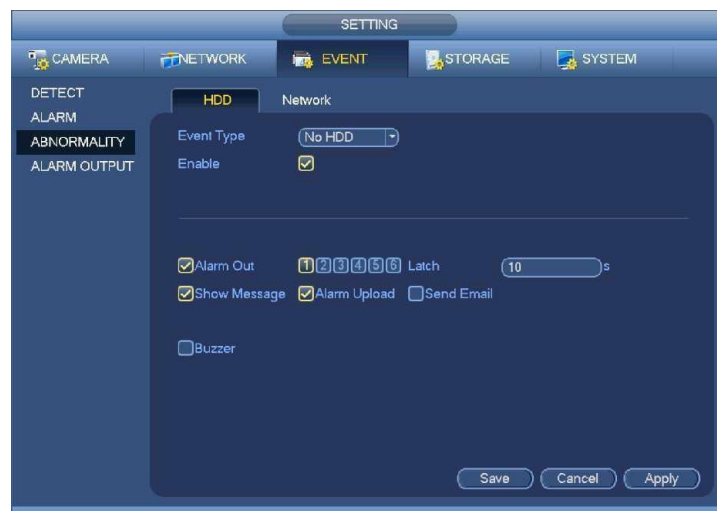 SETTING
CAMERA NETWORK EVENT STORAGE SYSTEM
DETECT
ALARM
ABNORMALITY
ALARM OUTPUT
HDD Network
Event Type No HDD
Enable
Alarm Out 1 2 3 4 5 6 Latch 10 s
Show Message Alarm Upload Send Email
Buzzer
Save Cancel Apply